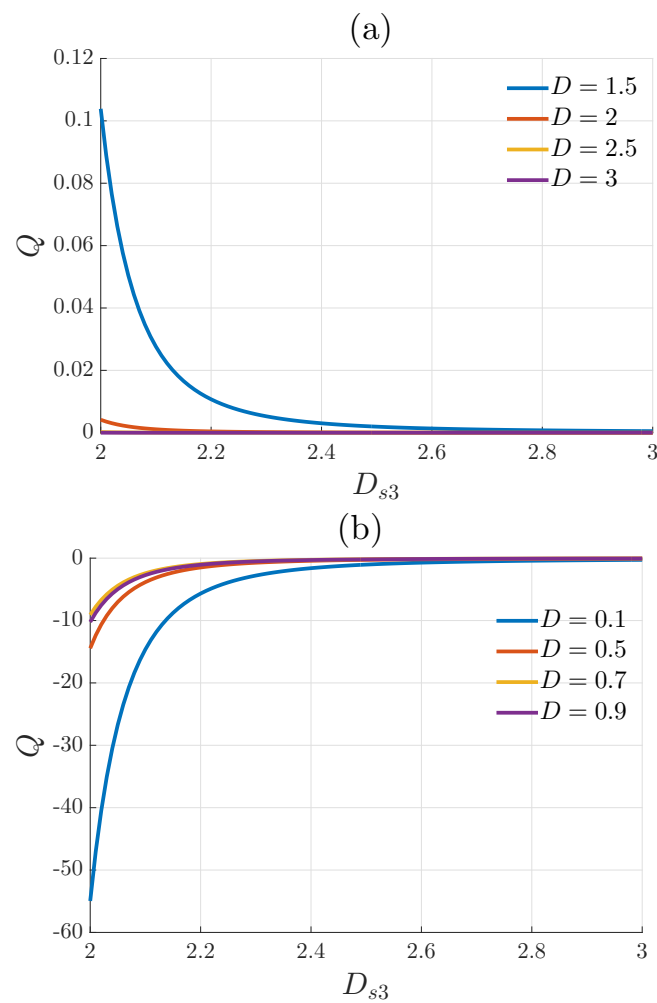 (a)
0.12
0.1
0.08
0.06
0.04
0.02
0
Q
D = 1.5
D = 2
D = 2.5
D = 3
2 2.2 2.4 2.6 2.8 3
D_{s3}
(b)
0
-10
-20
-30
-40
-50
-60
Q
D = 0.1
D = 0.5
D = 0.7
D = 0.9
2 2.2 2.4 2.6 2.8 3
D_{s3}